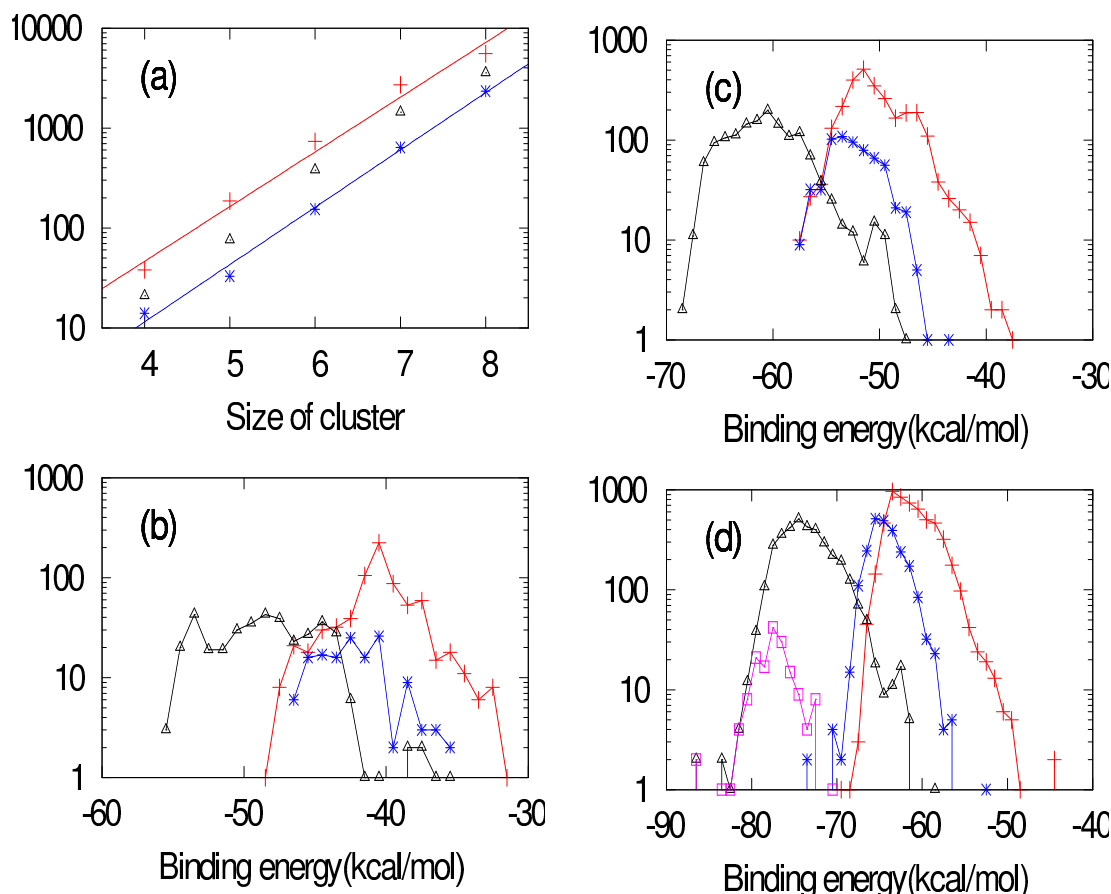 (a)
10000
1000
100
10
4 5 6 7 8
Size of cluster
(b)
1000
100
10
1
-60 -50 -40 -30
Binding energy(kcal/mol)
(c)
1000
100
10
1
-70 -60 -50 -40 -30
Binding energy(kcal/mol)
(d)
1000
100
10
1
-90 -80 -70 -60 -50 -40
Binding energy(kcal/mol)